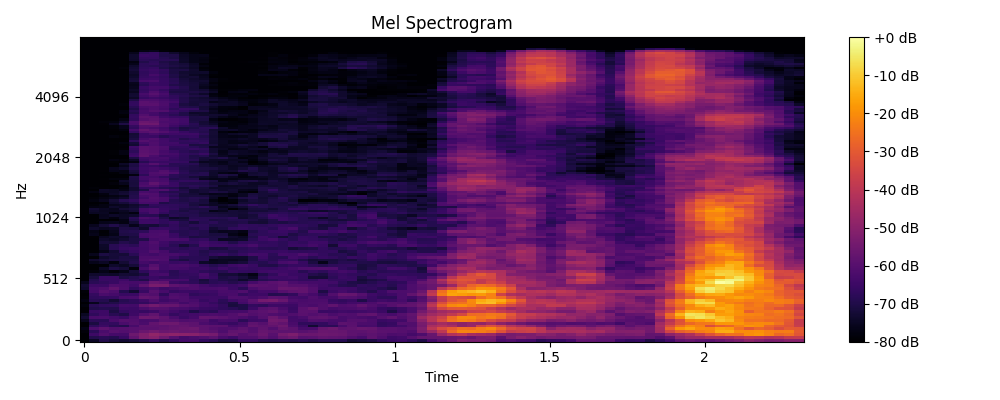 Mel Spectrogram
+0 dB
-10 dB
-20 dB
-30 dB
-40 dB
-50 dB
-60 dB
-70 dB
-80 dB
Hz
4096
2048
1024
512
0
0 0.5 1 1.5 2
Time